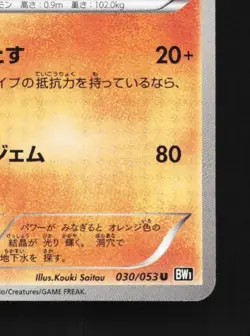 モン 高さ：0.9m 重さ：102.0kg
とす 20+
イプの抵抗力を持っているなら、
ジェム 80
パワーが みなぎると オレンジ色の
結晶が 光り 輝く。 洞穴で
地下水を 探す。
Illus.Kouki Saitou 030/053 U BW1
do/Creatures/GAME FREAK.